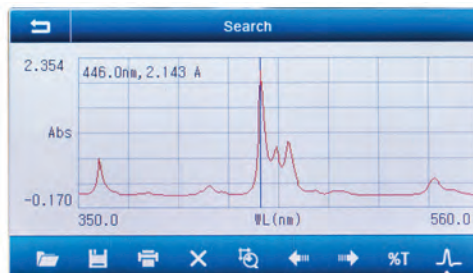 Search
2.354
446.0nm,2.143 A
Abs
-0.170
350.0
WL(nm)
560.0
%T